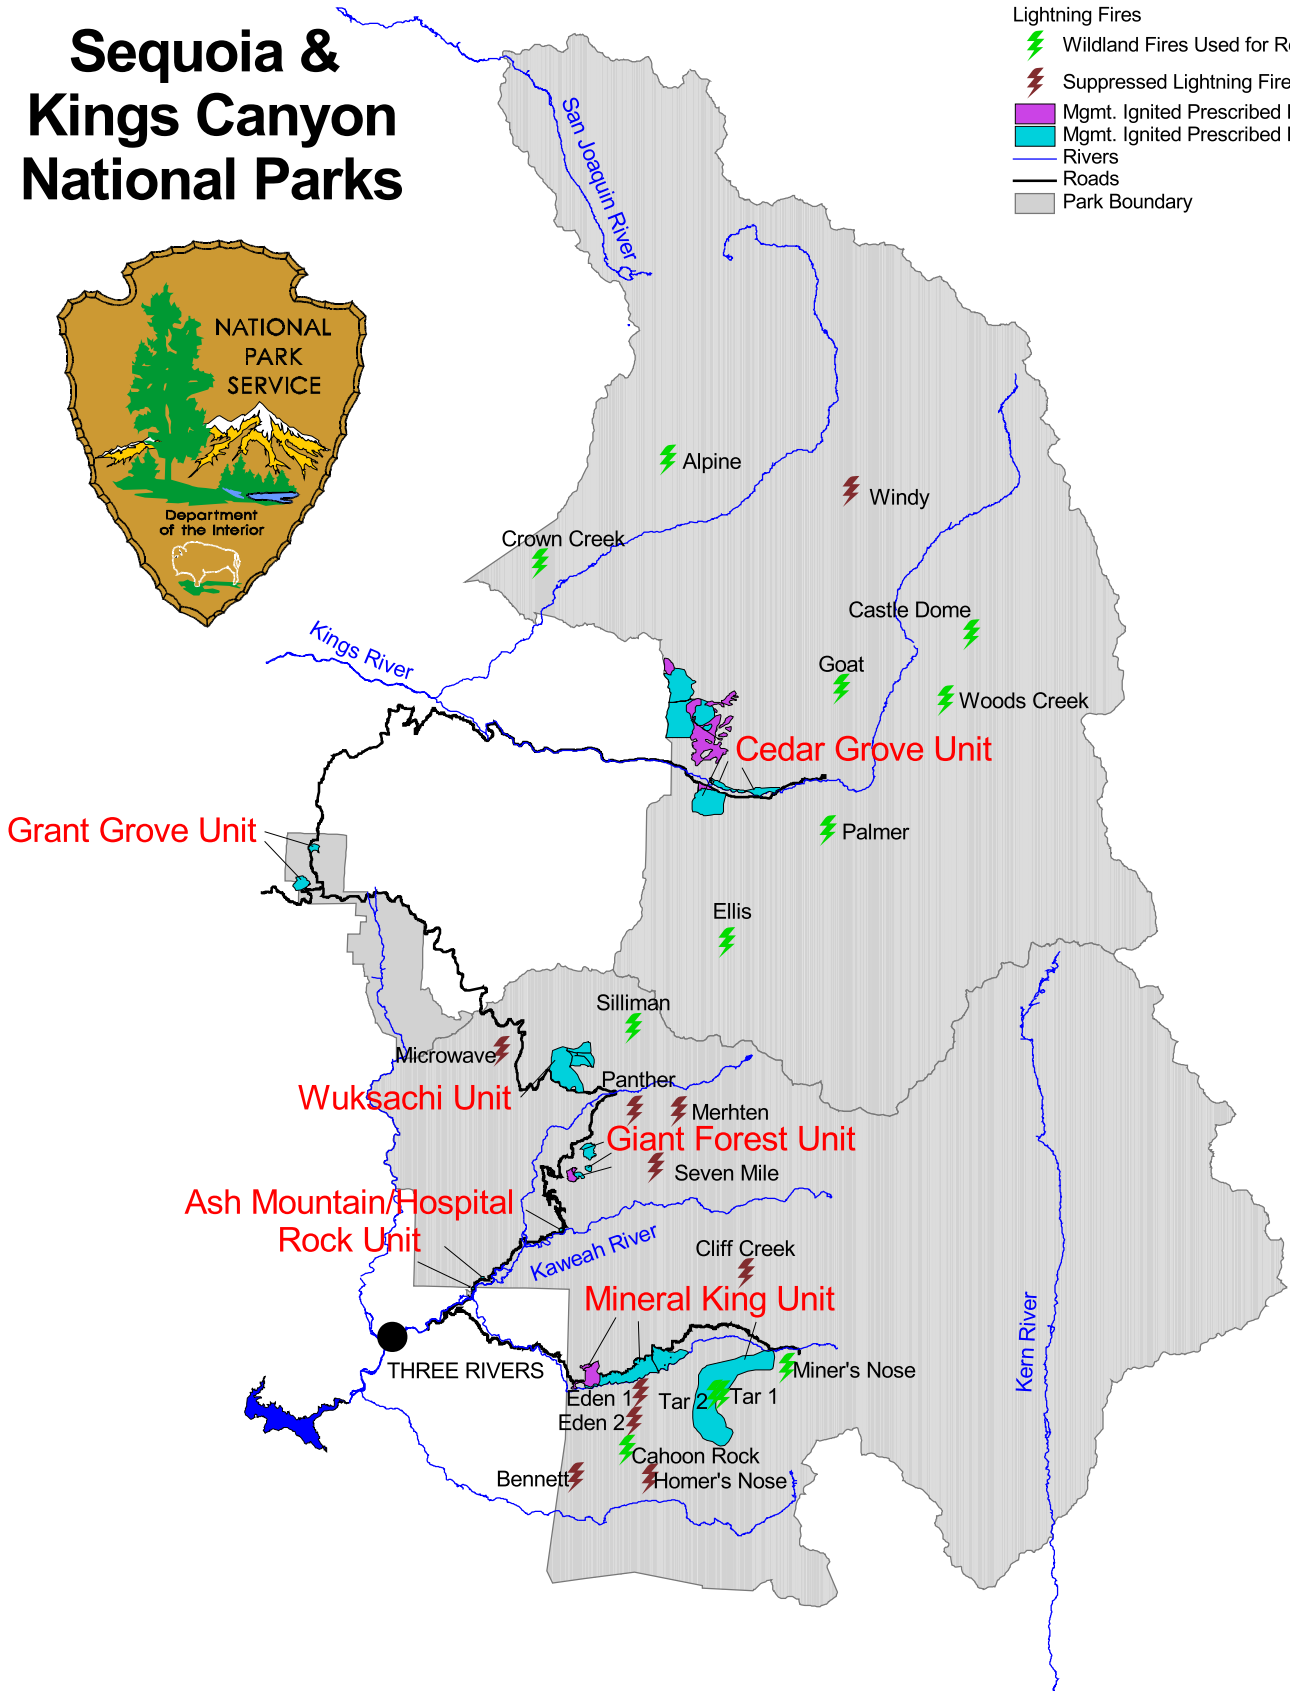 Sequoia &
Kings Canyon
National Parks
Lightning Fires
Wildland Fires Used for
Suppressed Lightning Fire
Mgmt. Ignited Prescribed
Mgmt. Ignited Prescribed
Rivers
Roads
Park Boundary
NATIONAL
PARK
SERVICE
Department
of the Interior
San Joaquin River
Alpine
Windy
Crown Creek
Castle Dome
Kings River
Goat
Woods Creek
Cedar Grove Unit
Grant Grove Unit
Palmer
Ellis
Silliman
Microwave
Panther
Wuksachi Unit
Merhten
Giant Forest Unit
Seven Mile
Ash Mountain/Hospital
Rock Unit
Kaweah River
Cliff Creek
Mineral King Unit
Kern River
THREE RIVERS
Miner's Nose
Eden 1
Tar 2
Tar 1
Eden 2
Cahoon Rock
Bennett
Homer's Nose